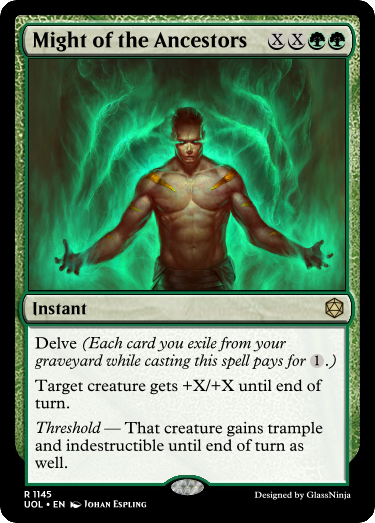 Might of the Ancestors XX
Instant
Delve (Each card you exile from your
graveyard while casting this spell pays for 1.)
Target creature gets +X/+X until end of
turn.
Threshold — That creature gains trample
and indestructible until end of turn as
well.
R 1145
UOL • EN Johan Espling
Designed by GlassNinja